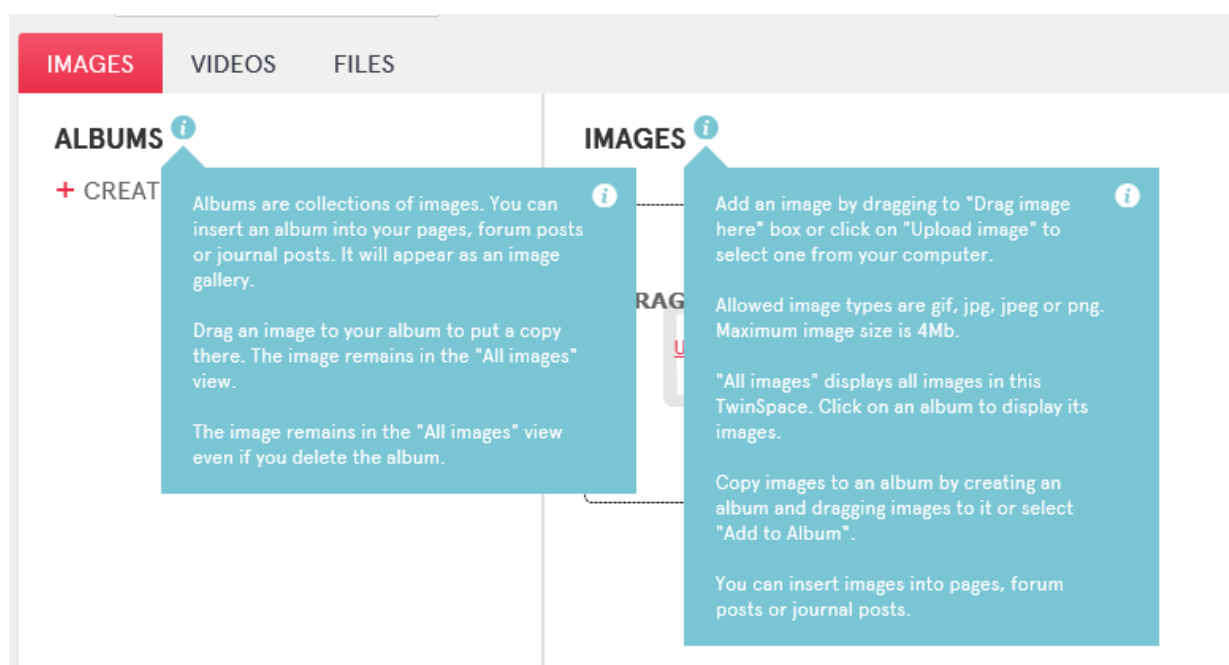 IMAGES
VIDEOS
FILES
ALBUMS
+ CREAT
Albums are collections of images. You can
insert an album into your pages, forum posts
or journal posts. It will appear as an image
gallery.
Drag an image to your album to put a copy
there. The image remains in the "All images"
view.
The image remains in the "All images" view
even if you delete the album.
IMAGES
RAG
U
Add an image by dragging to "Drag image
here" box or click on "Upload image" to
select one from your computer.
Allowed image types are gif, jpg, jpeg or png.
Maximum image size is 4Mb.
"All images" displays all images in this
TwinSpace. Click on an album to display its
images.
Copy images to an album by creating an
album and dragging images to it or select
"Add to Album".
You can insert images into pages, forum
posts or journal posts.